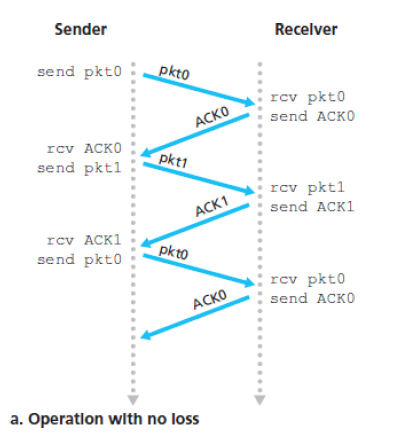 Sender Receiver
send pkt0
pkt0
rcv pkt0
send ACK0
ACK0
rcv ACK0
send pkt1
pkt1
rcv pkt1
send ACK1
ACK1
rcv ACK1
send pkt0
pkt0
rcv pkt0
send ACK0
ACK0
a. Operation with no loss